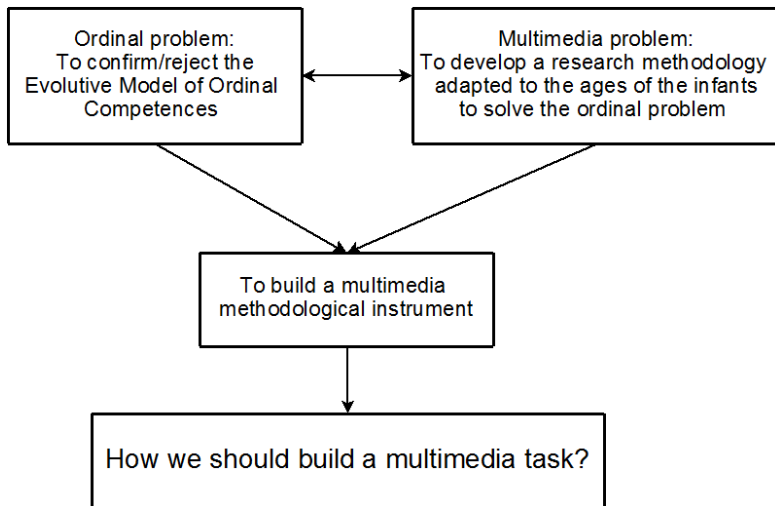 Ordinal problem:
To confirm/reject the
Evolutive Model of Ordinal
Competences
Multimedia problem:
To develop a research methodology
adapted to the ages of the infants
to solve the ordinal problem
To build a multimedia
methodological instrument
How we should build a multimedia task?